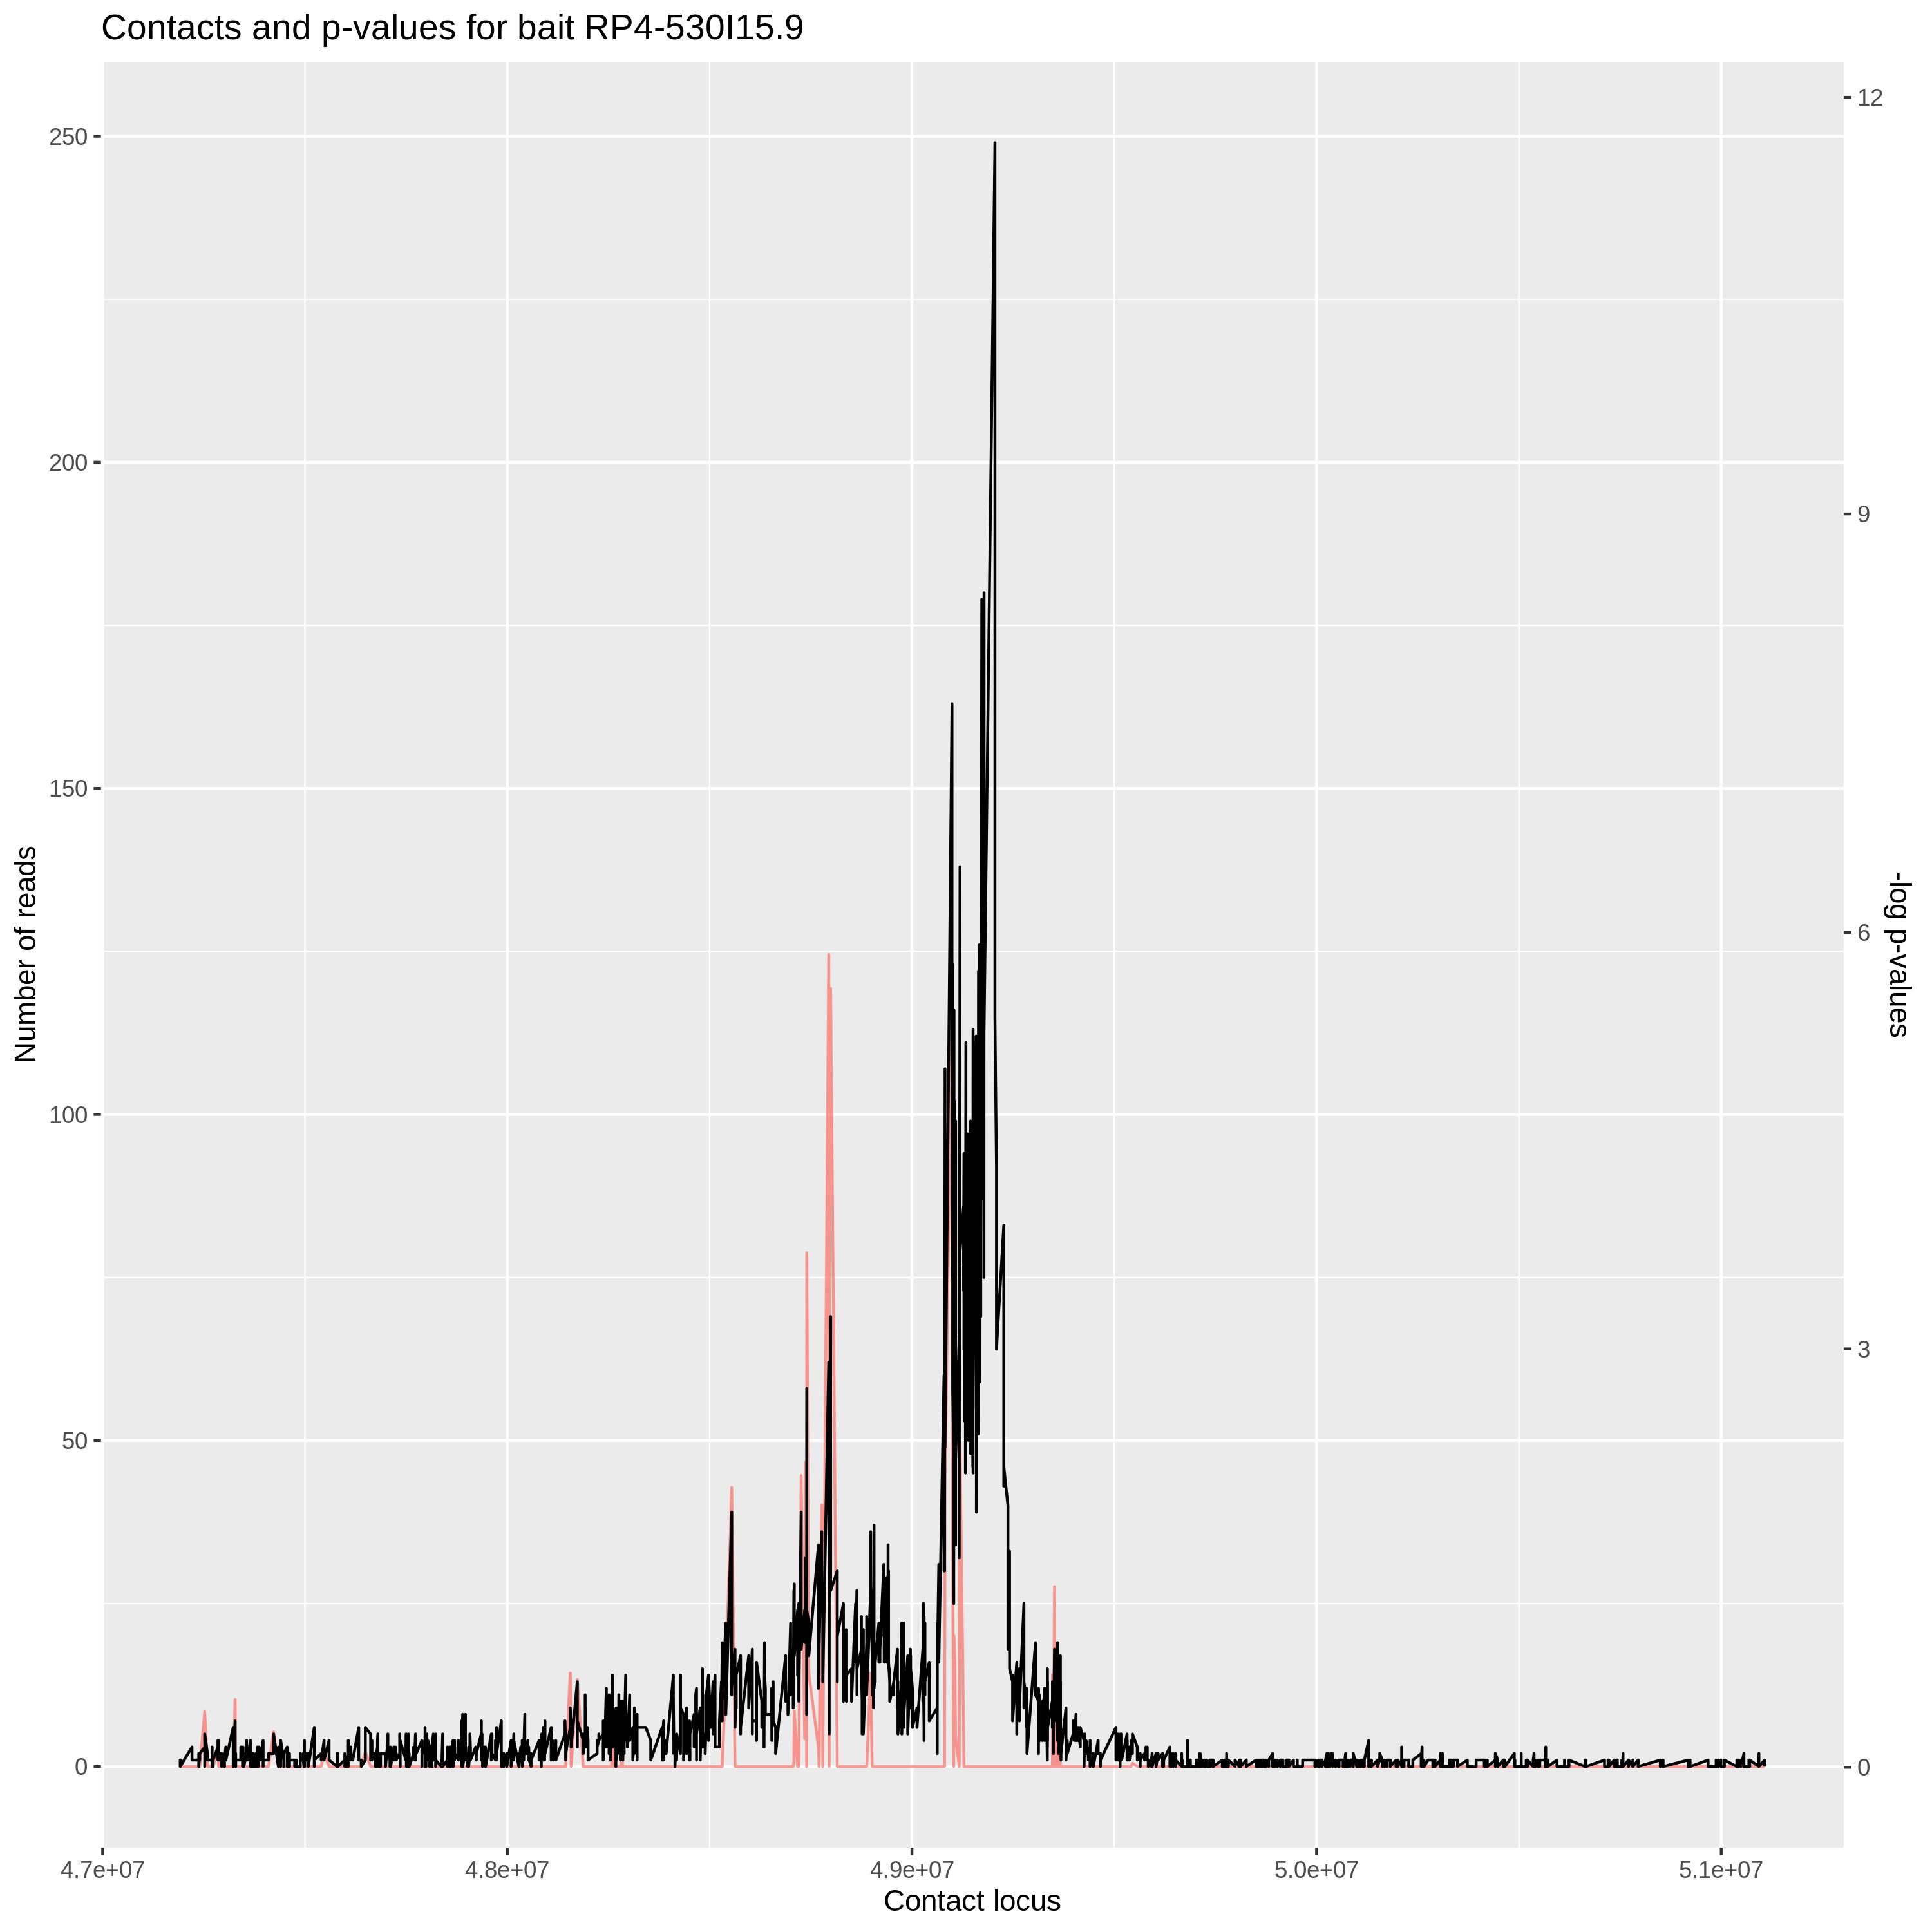 Contacts and p-values for bait RP4-530I15.9
250
200
150
100
50
0
Number of reads
12
9
6
3
0
-log p-values
4.7e+07
4.8e+07
4.9e+07
5.0e+07
5.1e+07
Contact locus